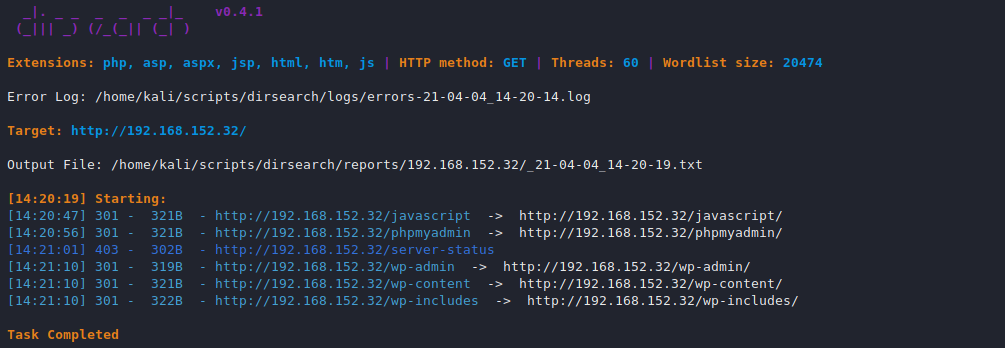 _|. _ _  _  _  _ _|_    v0.4.1
(_||| _) (/_(_|| (_| )
Extensions: php, asp, aspx, jsp, html, htm, js | HTTP method: GET | Threads: 60 | Wordlist size: 20474
Error Log: /home/kali/scripts/dirsearch/logs/errors-21-04-04_14-20-14.log
Target: http://192.168.152.32/
Output File: /home/kali/scripts/dirsearch/reports/192.168.152.32/_21-04-04_14-20-19.txt
[14:20:19] Starting:
[14:20:47] 301 -  321B  - http://192.168.152.32/javascript  ->  http://192.168.152.32/javascript/
[14:20:56] 301 -  321B  - http://192.168.152.32/phpmyadmin  ->  http://192.168.152.32/phpmyadmin/
[14:21:01] 403 -  302B  - http://192.168.152.32/server-status
[14:21:10] 301 -  319B  - http://192.168.152.32/wp-admin  ->  http://192.168.152.32/wp-admin/
[14:21:10] 301 -  321B  - http://192.168.152.32/wp-content  ->  http://192.168.152.32/wp-content/
[14:21:10] 301 -  322B  - http://192.168.152.32/wp-includes  ->  http://192.168.152.32/wp-includes/
Task Completed